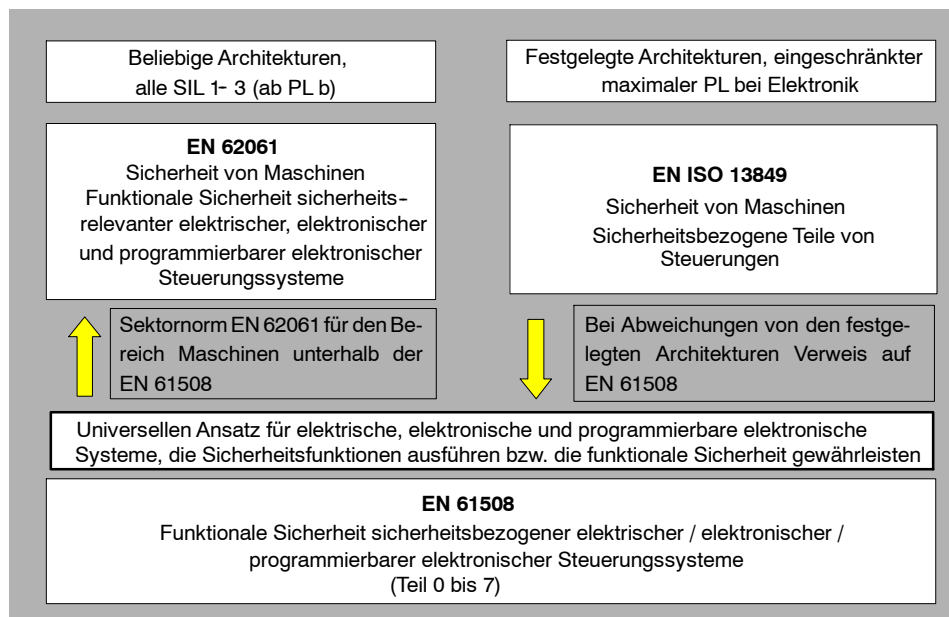 Beliebige Architekturen,
alle SIL 1- 3 (ab PL b)
Festgelegte Architekturen, eingeschränkter
maximaler PL bei Elektronik
EN 62061
Sicherheit von Maschinen
Funktionale Sicherheit sicherheits-
relevanter elektrischer, elektronischer
und programmierbarer elektronischer
Steuerungssysteme
EN ISO 13849
Sicherheit von Maschinen
Sicherheitsbezogene Teile von
Steuerungen
Sektornorm EN 62061 für den Be-
reich Maschinen unterhalb der
EN 61508
Bei Abweichungen von den festge-
legten Architekturen Verweis auf
EN 61508
Universellen Ansatz für elektrische, elektronische und programmierbare elektronische
Systeme, die Sicherheitsfunktionen ausführen bzw. die funktionale Sicherheit gewährleisten
EN 61508
Funktionale Sicherheit sicherheitsbezogener elektrischer / elektronischer /
programmierbarer elektronischer Steuerungssysteme
(Teil 0 bis 7)